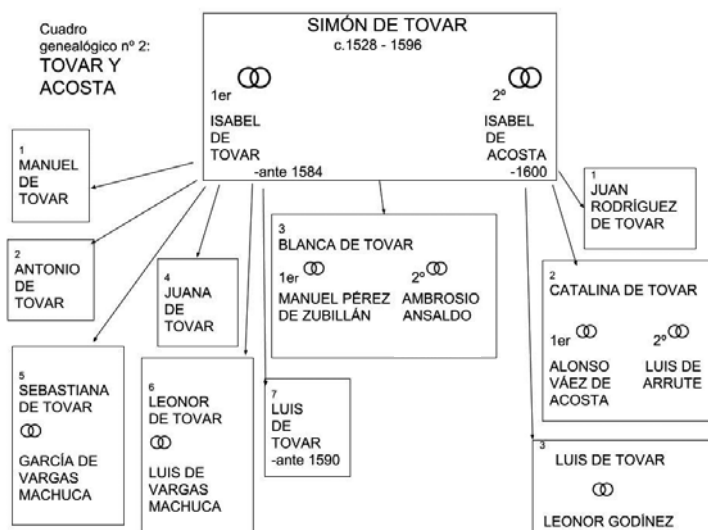 Cuadro
genealógico nº 2:
TOVAR Y
ACOSTA
SIMÓN DE TOVAR
c.1528 - 1596
1er
ISABEL
DE
TOVAR
-ante 1584
2º
ISABEL
DE
ACOSTA
-1600
1
MANUEL
DE
TOVAR
2
ANTONIO
DE
TOVAR
3
BLANCA DE TOVAR
1er
MANUEL PÉREZ
DE ZUBILLÁN
2º
AMBROSIO
ANSALDO
4
JUANA
DE
TOVAR
5
SEBASTIANA
DE TOVAR
GARCÍA DE
VARGAS
MACHUCA
6
LEONOR
DE TOVAR
LUIS DE
VARGAS
MACHUCA
7
LUIS
DE
TOVAR
-ante 1590
1
JUAN
RODRÍGUEZ
DE TOVAR
2
CATALINA DE TOVAR
1er
ALONSO
VÁEZ DE
ACOSTA
2º
LUIS DE
ARRUTE
3
LUIS DE TOVAR
LEONOR GODÍNEZ